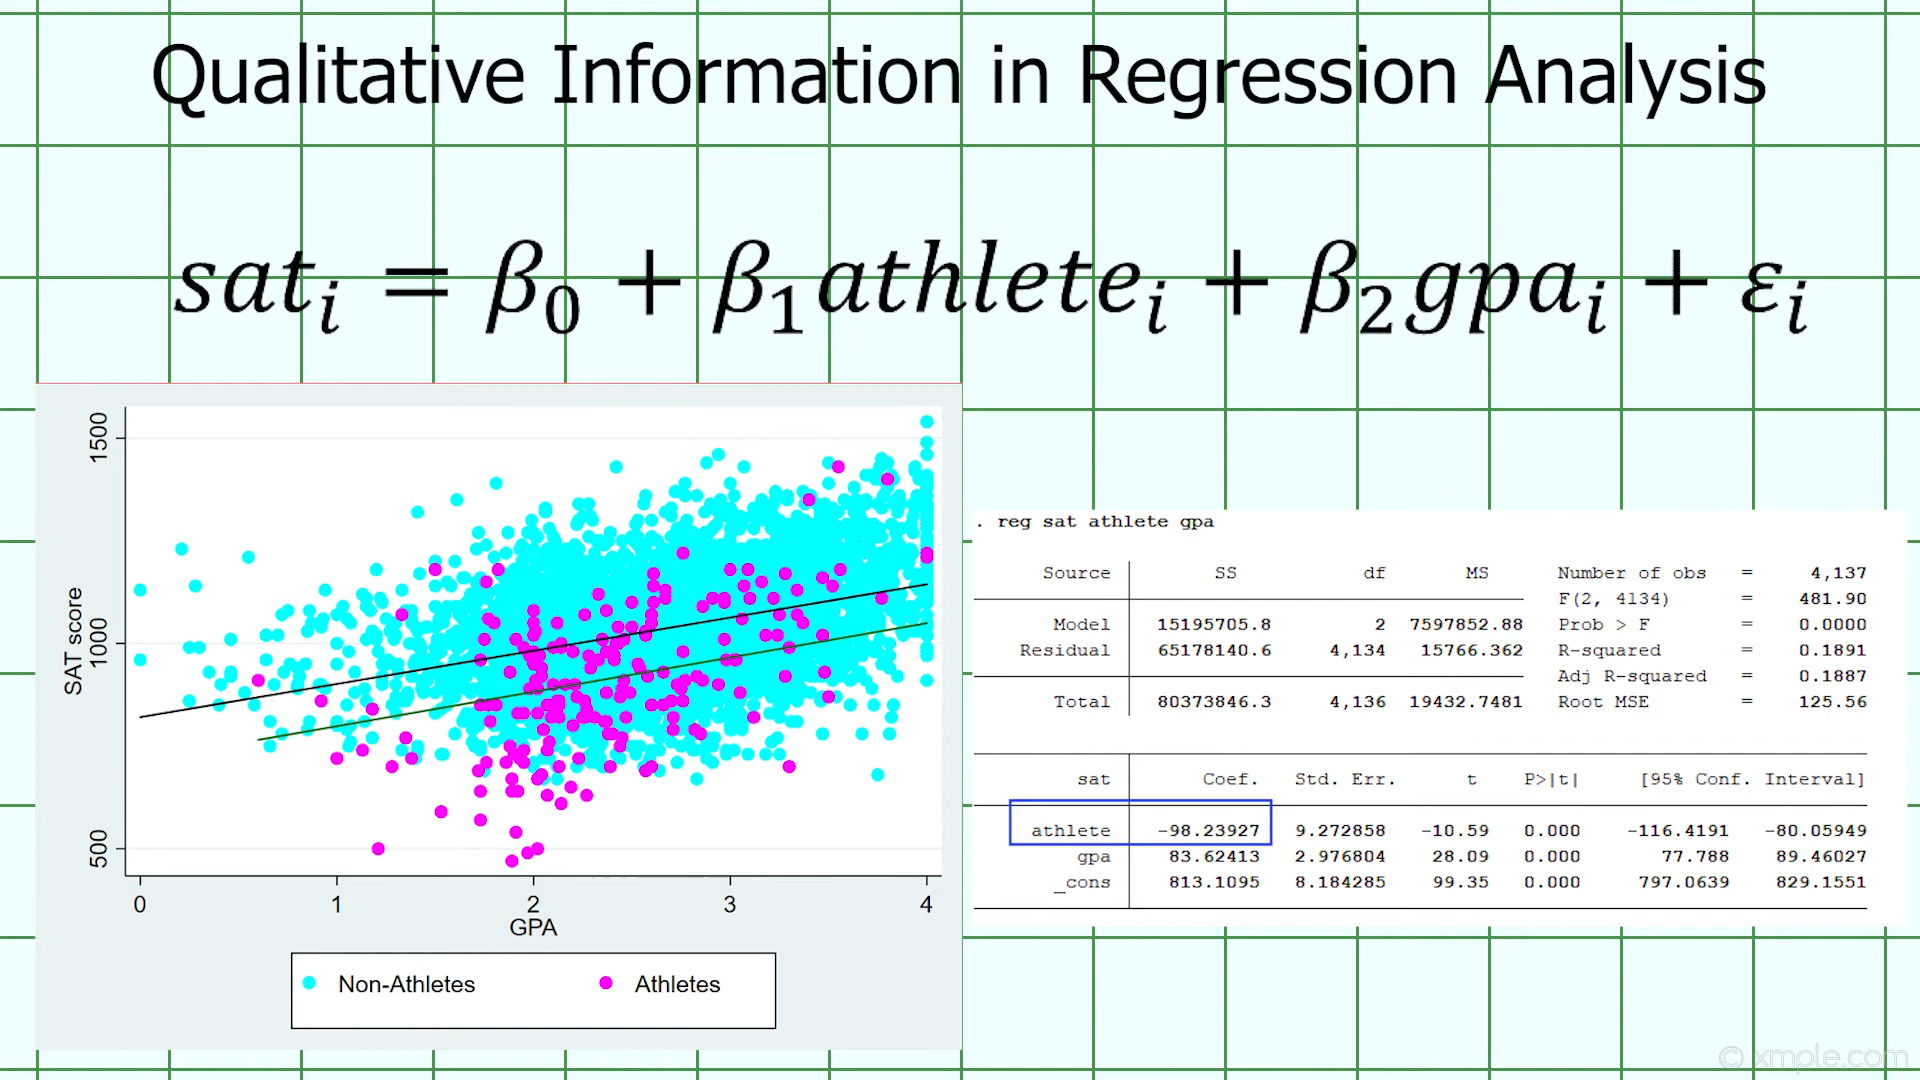 Qualitative Information in Regression Analysis
satᵢ = β₀ + β₁athleteᵢ + β₂gpaᵢ + εᵢ
1500
1000
500
SAT score
0 1 2 3 4
GPA
Non-Athletes Athletes
. reg sat athlete gpa
Source SS df MS Number of obs = 4,137
F(2, 4134) = 481.90
Model 15195705.8 2 7597852.88 Prob > F = 0.0000
Residual 65178140.6 4,134 15766.362 R-squared = 0.1891
Adj R-squared = 0.1887
Total 80373846.3 4,136 19432.7481 Root MSE = 125.56
sat Coef. Std. Err. t P>|t| [95% Conf. Interval]
athlete -98.23927 9.272858 -10.59 0.000 -116.4191 -80.05949
gpa 83.62413 2.976804 28.09 0.000 77.788 89.46027
_cons 813.1095 8.184285 99.35 0.000 797.0639 829.1551
© xmple.com